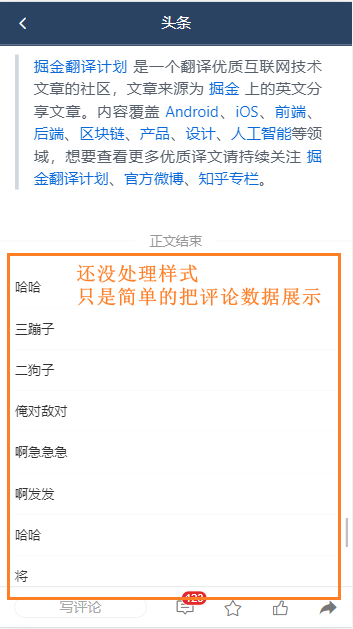 头条
掘金翻译计划 是一个翻译优质互联网技术
文章的社区，文章来源为 掘金 上的英文分
享文章。内容覆盖 Android、iOS、前端、
后端、区块链、产品、设计、人工智能等领
域，想要查看更多优质译文请持续关注 掘
金翻译计划、官方微博、知乎专栏。
正文结束
还没处理样式
哈哈
只是简单的把评论数据展示
三蹦子
二狗子
俺对敌对
啊急急急
啊发发
哈哈
将
写评论
423